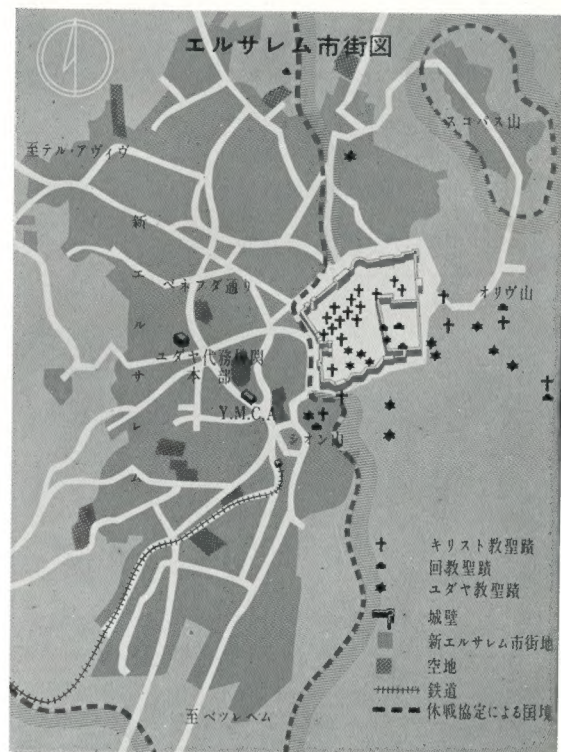 エルサレム市街図
スコパス山
至テル・アヴィヴ
新エルサレム
ベネフダ通り
オリヴ山
ユダヤ代務機関
本部
Y.M.C.A
シオン山
キリスト教聖蹟
回教聖蹟
ユダヤ教聖蹟
城壁
新エルサレム市街地
空地
鉄道
休戦協定による国境
至ベツレヘム